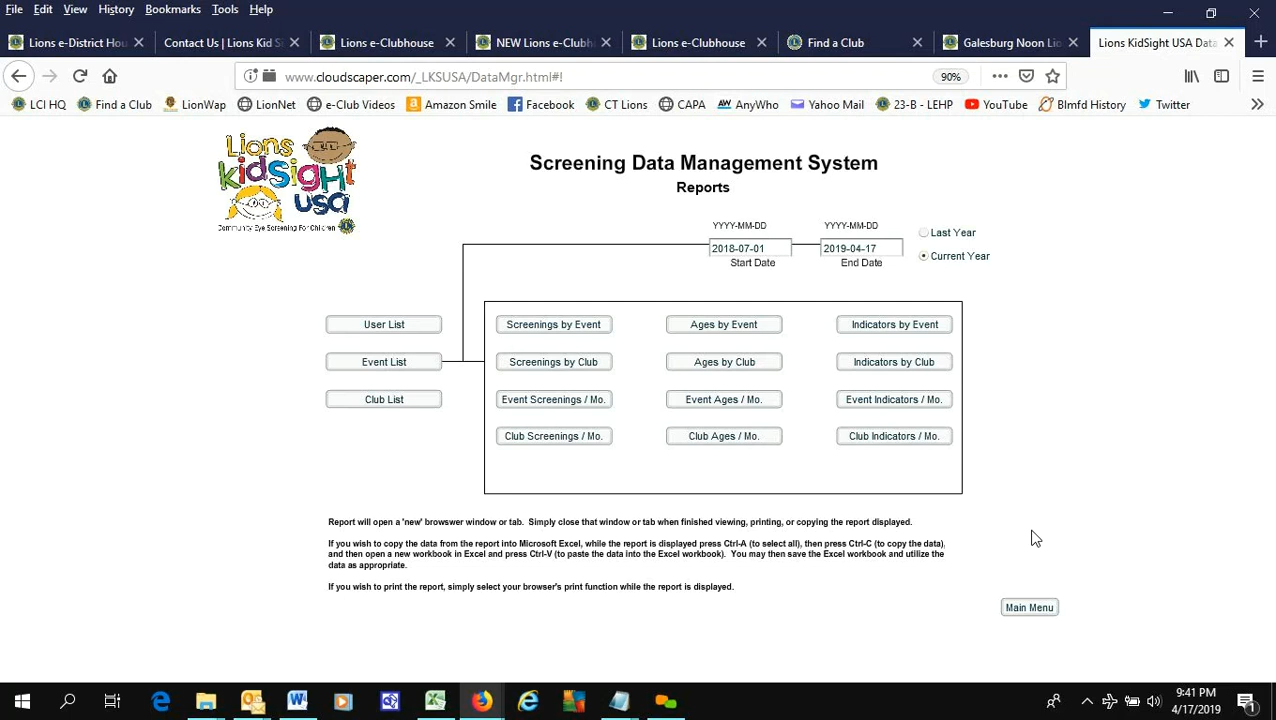 File Edit View History Bookmarks Tools Help
Lions e-District Hou Contact Us | Lions Kid S Lions e-Clubhouse NEW Lions e-Clubh Lions e-Clubhouse Find a Club Galesburg Noon Lio Lions KidSight USA Dat
www.cloudscaper.com/_LKSUSA/DataMgr.html#! 90%
LCI HQ Find a Club LionWap LionNet e-Club Videos Amazon Smile Facebook CT Lions CAPA AnyWho Yahoo Mail 23-B - LEHP YouTube Blmfd History Twitter
Lions
kidSight
usa
Community Eye Screening For Children
Screening Data Management System
Reports
YYYY-MM-DD YYYY-MM-DD
Last Year
2018-07-01 2019-04-17
Current Year
Start Date End Date
User List Screenings by Event Ages by Event Indicators by Event
Event List Screenings by Club Ages by Club Indicators by Club
Club List Event Screenings / Mo. Event Ages / Mo. Event Indicators / Mo.
Club Screenings / Mo. Club Ages / Mo. Club Indicators / Mo.
Report will open a 'new' browswer window or tab. Simply close that window or tab when finished viewing, printing, or copying the report displayed.
If you wish to copy the data from the report into Microsoft Excel, while the report is displayed press Ctrl-A (to select all), then press Ctrl-C (to copy the data),
and then open a new workbook in Excel and press Ctrl-V (to paste the data into the Excel workbook). You may then save the Excel workbook and utilize the
data as appropriate.
If you wish to print the report, simply select your browser's print function while the report is displayed.
Main Menu
9:41 PM
4/17/2019
1